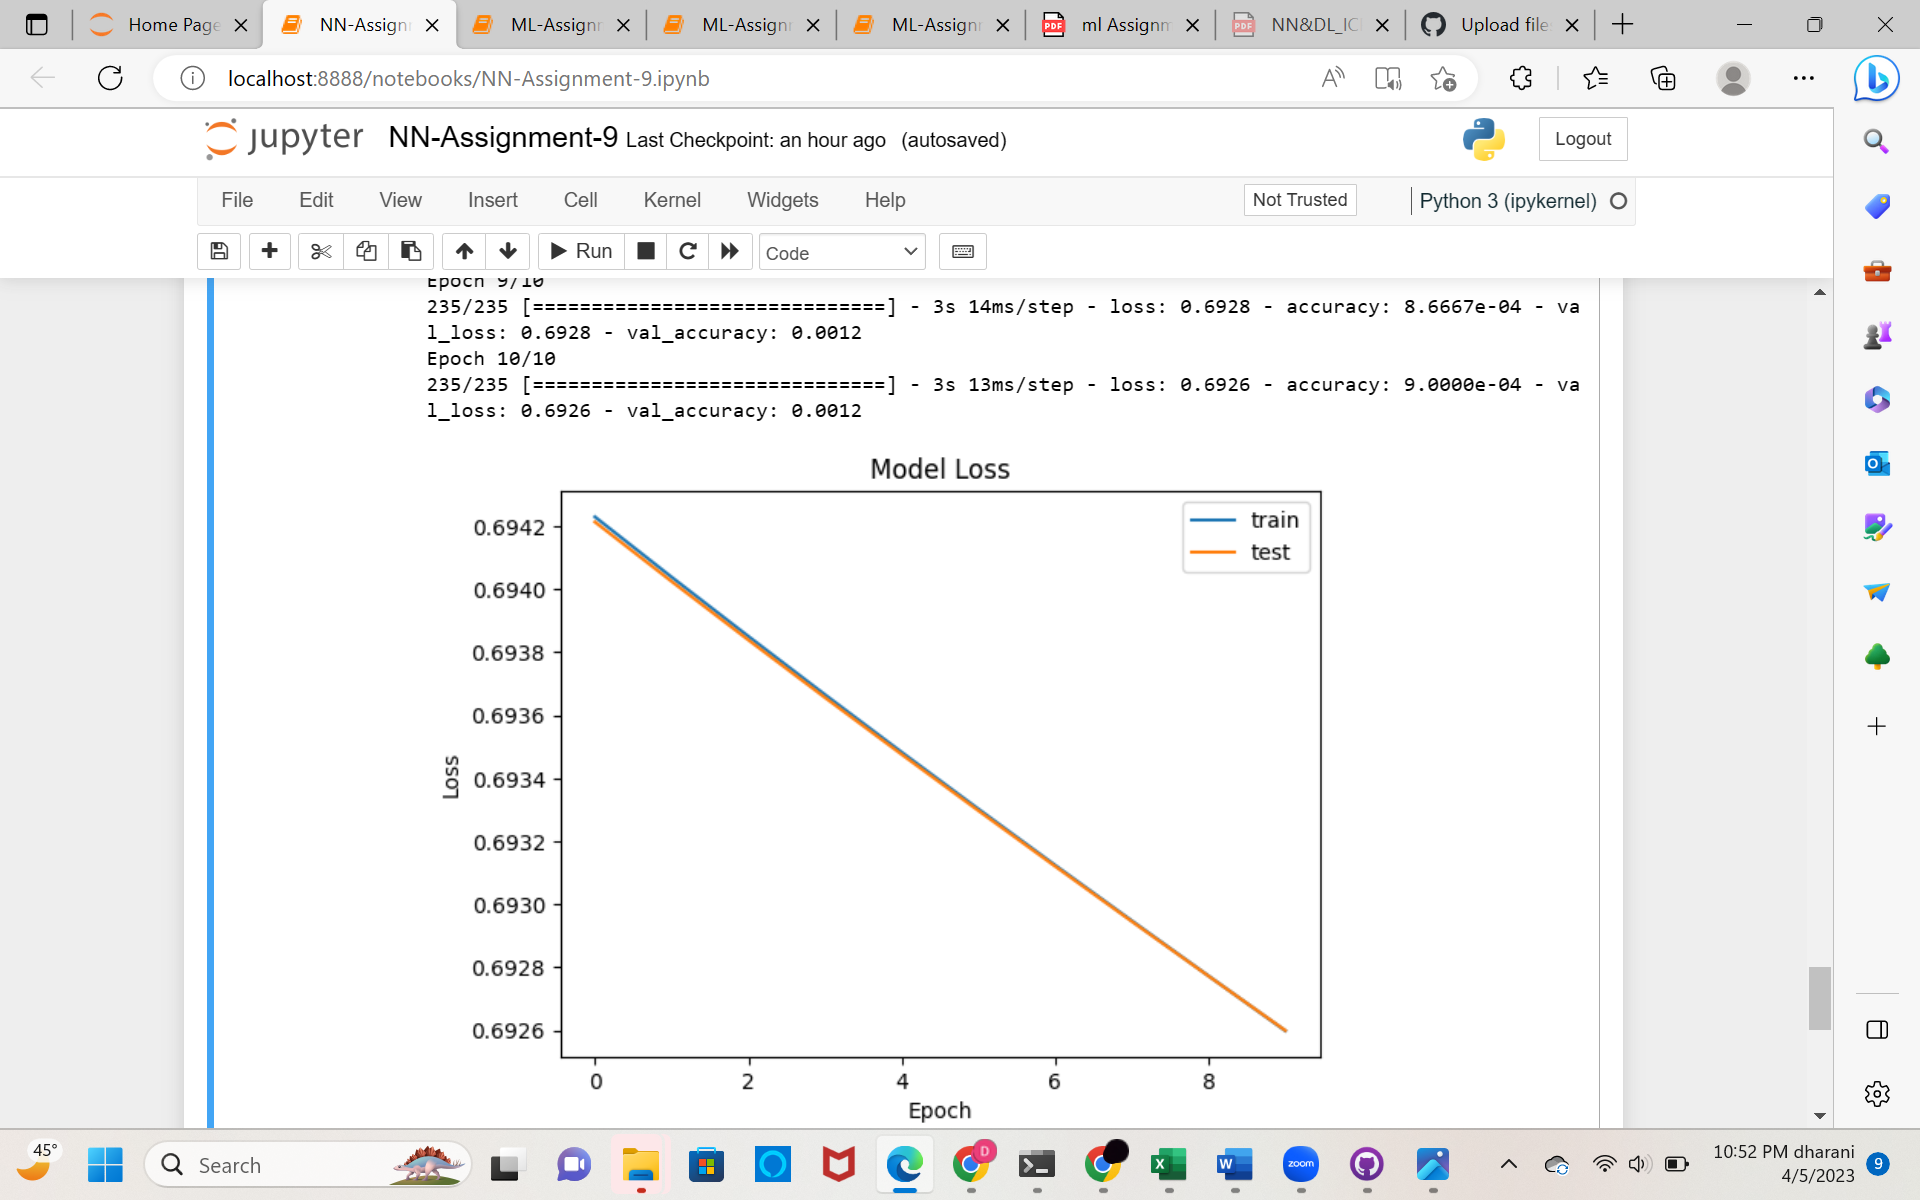 Home Page
NN-Assignm
ML-Assignm
ML-Assignm
ML-Assignm
ml Assignm
NN&DL_ICI
Upload file
localhost:8888/notebooks/NN-Assignment-9.ipynb
jupyter NN-Assignment-9 Last Checkpoint: an hour ago (autosaved)
Logout
File Edit View Insert Cell Kernel Widgets Help
Not Trusted
Python 3 (ipykernel)
Run
Code
Epoch 9/10
235/235 [==============================] - 3s 14ms/step - loss: 0.6928 - accuracy: 8.6667e-04 - va
l_loss: 0.6928 - val_accuracy: 0.0012
Epoch 10/10
235/235 [==============================] - 3s 13ms/step - loss: 0.6926 - accuracy: 9.0000e-04 - va
l_loss: 0.6926 - val_accuracy: 0.0012
Model Loss
train
test
0.6942
0.6940
0.6938
0.6936
0.6934
0.6932
0.6930
0.6928
0.6926
Loss
0 2 4 6 8
Epoch
45°
Search
zoom
10:52 PM dharani
4/5/2023
9